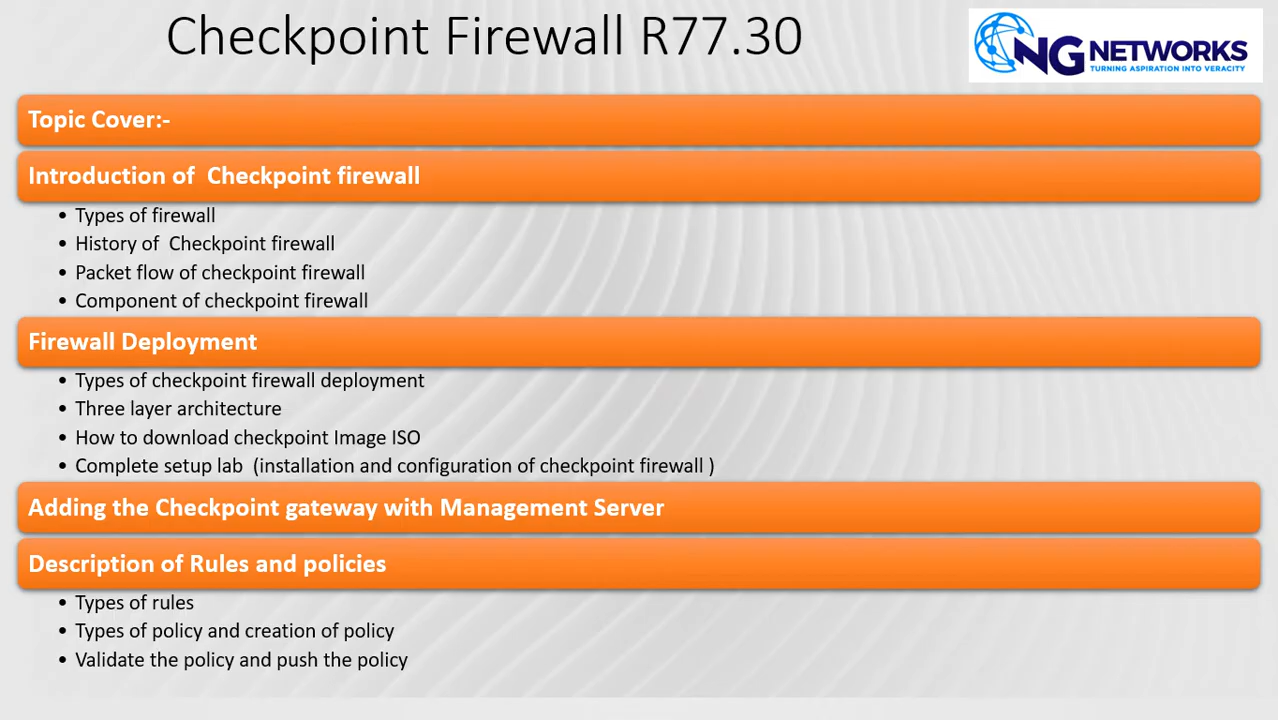 Checkpoint Firewall R77.30
NG NETWORKS
TURNING ASPIRATION INTO VERACITY
Topic Cover:-
Introduction of  Checkpoint firewall
• Types of firewall
• History of  Checkpoint firewall
• Packet flow of checkpoint firewall
• Component of checkpoint firewall
Firewall Deployment
• Types of checkpoint firewall deployment
• Three layer architecture
• How to download checkpoint Image ISO
• Complete setup lab  (installation and configuration of checkpoint firewall )
Adding the Checkpoint gateway with Management Server
Description of Rules and policies
• Types of rules
• Types of policy and creation of policy
• Validate the policy and push the policy